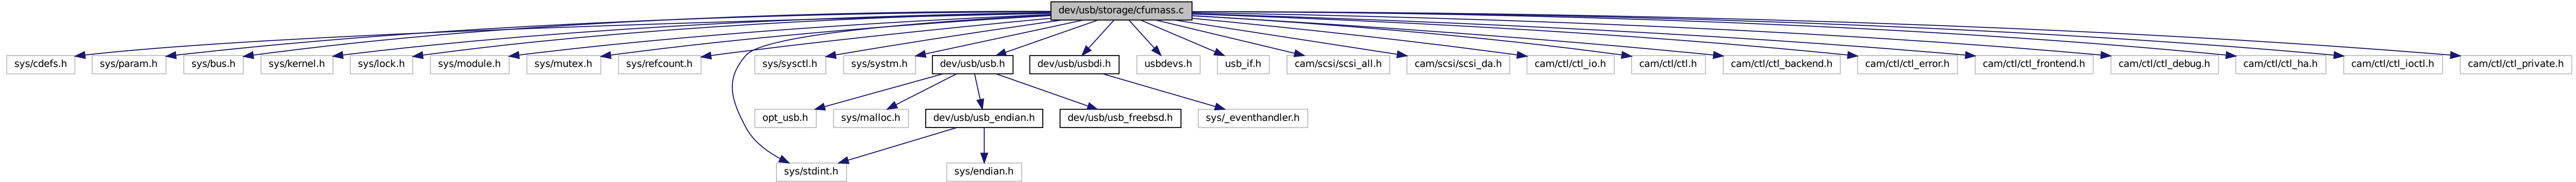 dev/usb/storage/cfumass.c
sys/cdefs.h
sys/param.h
sys/bus.h
sys/kernel.h
sys/lock.h
sys/module.h
sys/mutex.h
sys/refcount.h
sys/sysctl.h
sys/systm.h
dev/usb/usb.h
dev/usb/usbdi.h
usbdevs.h
usb_if.h
cam/scsi/scsi_all.h
cam/scsi/scsi_da.h
cam/ctl/ctl_io.h
cam/ctl/ctl.h
cam/ctl/ctl_backend.h
cam/ctl/ctl_error.h
cam/ctl/ctl_frontend.h
cam/ctl/ctl_debug.h
cam/ctl/ctl_ha.h
cam/ctl/ctl_ioctl.h
cam/ctl/ctl_private.h
opt_usb.h
sys/malloc.h
dev/usb/usb_endian.h
dev/usb/usb_freebsd.h
sys/_eventhandler.h
sys/stdint.h
sys/endian.h